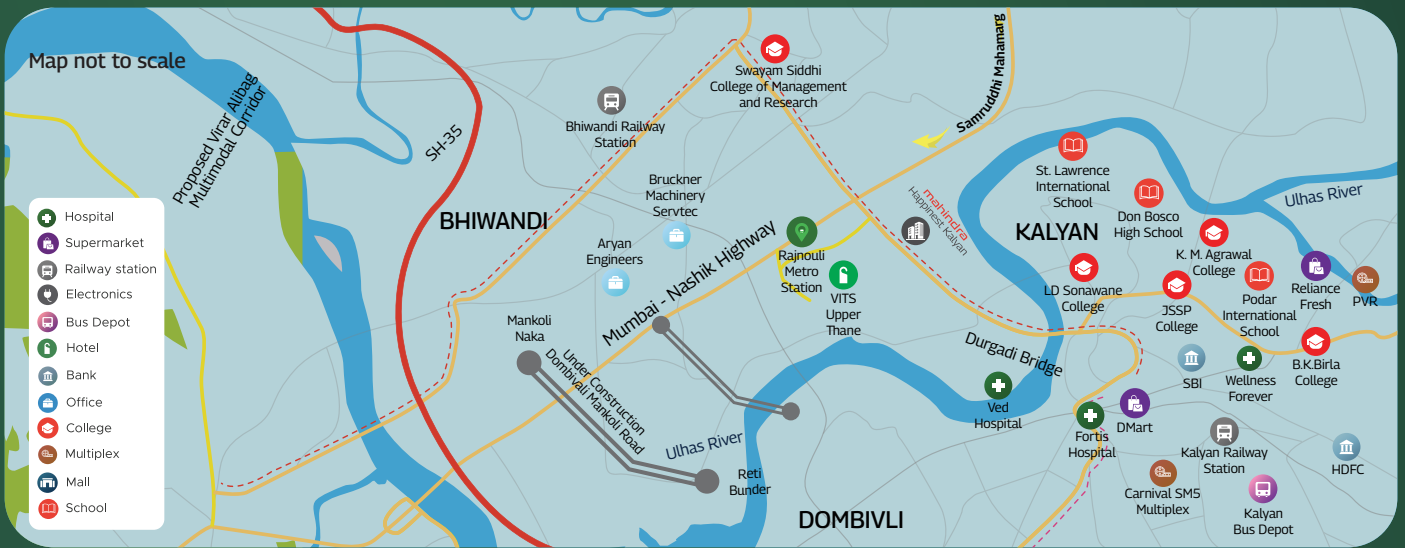 Map not to scale
Proposed Virar Alibag
Multimodal Corridor
SH-35
BHIWANDI
Bhiwandi Railway
Station
Swayam Siddhi
College of Management
and Research
Samruddhi Mahamarg
Bruckner
Machinery
Servtec
Aryan
Engineers
Mumbai - Nashik Highway
Rajnouli
Metro
Station
VITS
Upper
Thane
mahindra
Happinest Kalyan
Mankoli
Naka
Under Construction
Dombivali Mankoli Road
Ulhas River
Reti
Bunder
DOMBIVLI
KALYAN
St. Lawrence
International
School
Don Bosco
High School
Ulhas River
K. M. Agrawal
College
LD Sonawane
College
JSSP
College
Podar
International
School
Reliance
Fresh
PVR
B.K.Birla
College
Durgadi Bridge
SBI
Wellness
Forever
Ved
Hospital
Fortis
Hospital
DMart
Kalyan Railway
Station
HDFC
Carnival SM5
Multiplex
Kalyan
Bus Depot
Hospital
Supermarket
Railway station
Electronics
Bus Depot
Hotel
Bank
Office
College
Multiplex
Mall
School